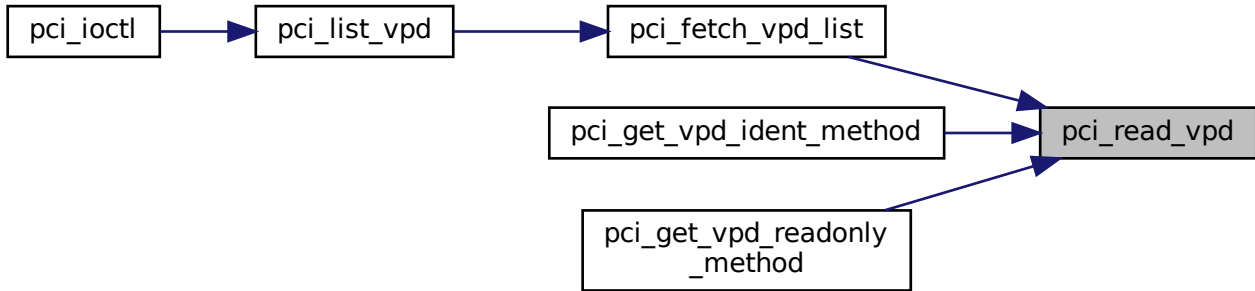 pci_ioctl
pci_list_vpd
pci_fetch_vpd_list
pci_get_vpd_ident_method
pci_read_vpd
pci_get_vpd_readonly
_method